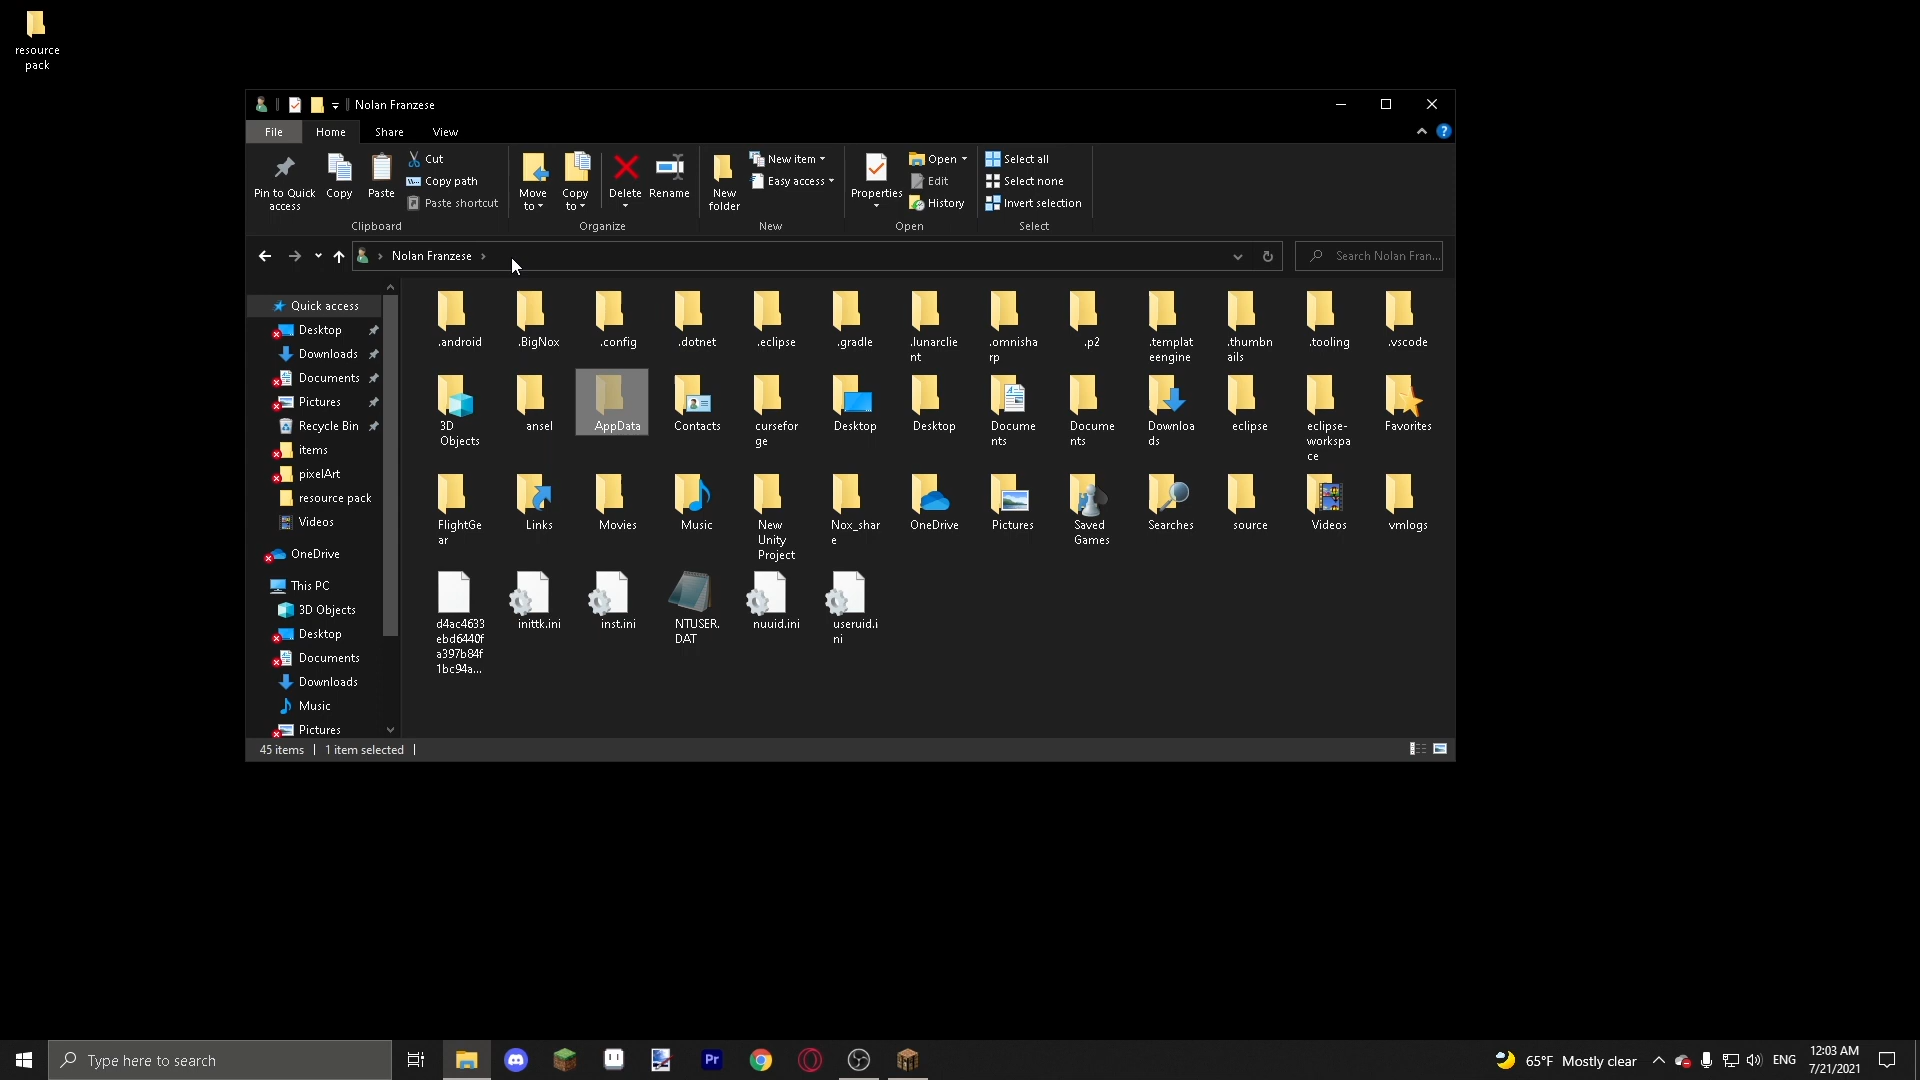 resource
pack
Nolan Franzese
File Home Share View
Pin to Quick
access
Copy
Paste
Cut
Copy path
Paste shortcut
Clipboard
Move
to
Copy
to
Delete
Rename
Organize
New
folder
New item
Easy access
New
Properties
Open
Edit
History
Open
Select all
Select none
Invert selection
Select
Nolan Franzese
Search Nolan Fran...
Quick access
Desktop
Downloads
Documents
Pictures
Recycle Bin
items
pixelArt
resource pack
Videos
OneDrive
This PC
3D Objects
Desktop
Documents
Downloads
Music
Pictures
.android
.BigNox
.config
.dotnet
.eclipse
.gradle
.lunarclie
nt
.omnisha
rp
.p2
.templat
eengine
.thumbn
ails
.tooling
.vscode
3D
Objects
ansel
AppData
Contacts
cursefor
ge
Desktop
Desktop
Docume
nts
Docume
nts
Downloa
ds
eclipse
eclipse-
workspa
ce
Favorites
FlightGe
ar
Links
Movies
Music
New
Unity
Project
Nox_shar
e
OneDrive
Pictures
Saved
Games
Searches
source
Videos
vmlogs
d4ac4633
ebd6440f
a397b84f
1bc94a...
inittk.ini
inst.ini
NTUSER.
DAT
nuuid.ini
useruid.i
ni
45 items
1 item selected
Type here to search
Pr
65°F Mostly clear
ENG
12:03 AM
7/21/2021